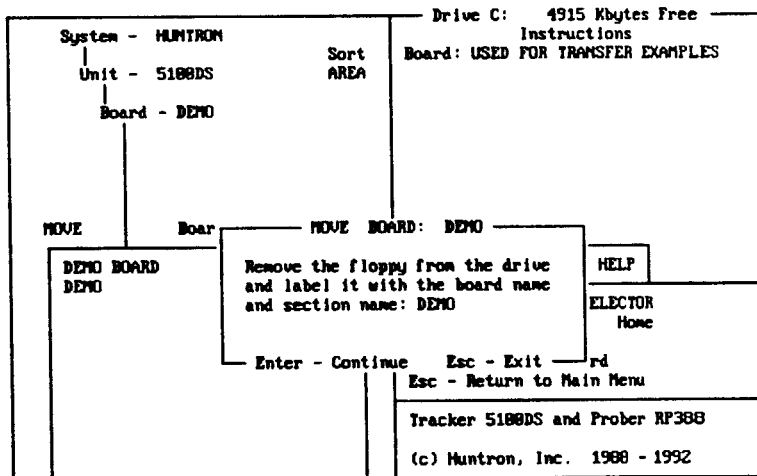 Drive C: 4915 Kbytes Free
System - HUNTRON
Instructions
Sort
Board: USED FOR TRANSFER EXAMPLES
Unit - 5100DS
AREA
Board - DEMO
MOVE Boar
MOVE BOARD: DEMO
DEMO BOARD
DEMO
Remove the floppy from the drive
and label it with the board name
and section name: DEMO
HELP
ELECTOR
Home
Enter - Continue Esc - Exit
rd
Esc - Return to Main Menu
Tracker 5100DS and Prober RP388
(c) Huntron, Inc. 1988 - 1992